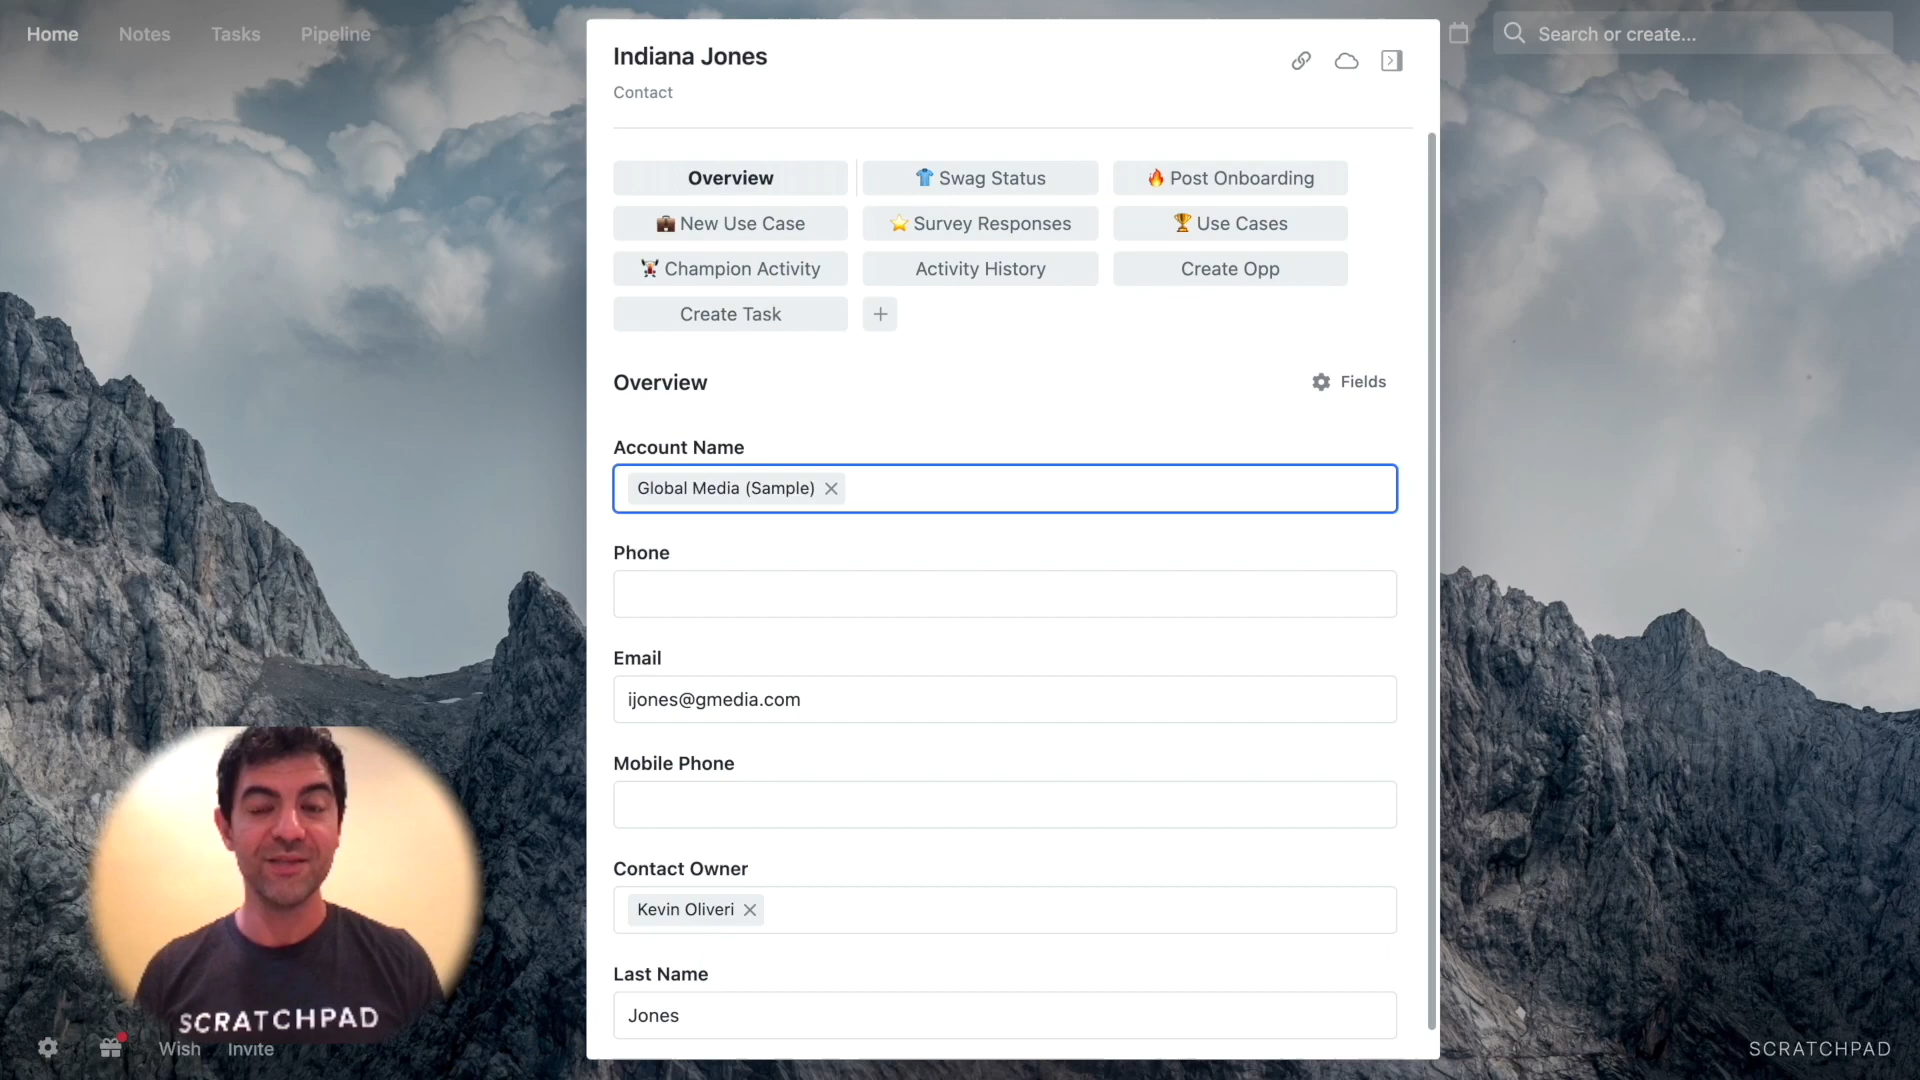 Home Notes Tasks Pipeline
Search or create...
Indiana Jones
Contact
Overview
Swag Status
Post Onboarding
New Use Case
Survey Responses
Use Cases
Champion Activity
Activity History
Create Opp
Create Task
Overview
Fields
Account Name
Global Media (Sample)
Phone
Email
ijones@gmedia.com
Mobile Phone
Contact Owner
Kevin Oliveri
Last Name
Jones
SCRATCHPAD
Wish Invite
SCRATCHPAD